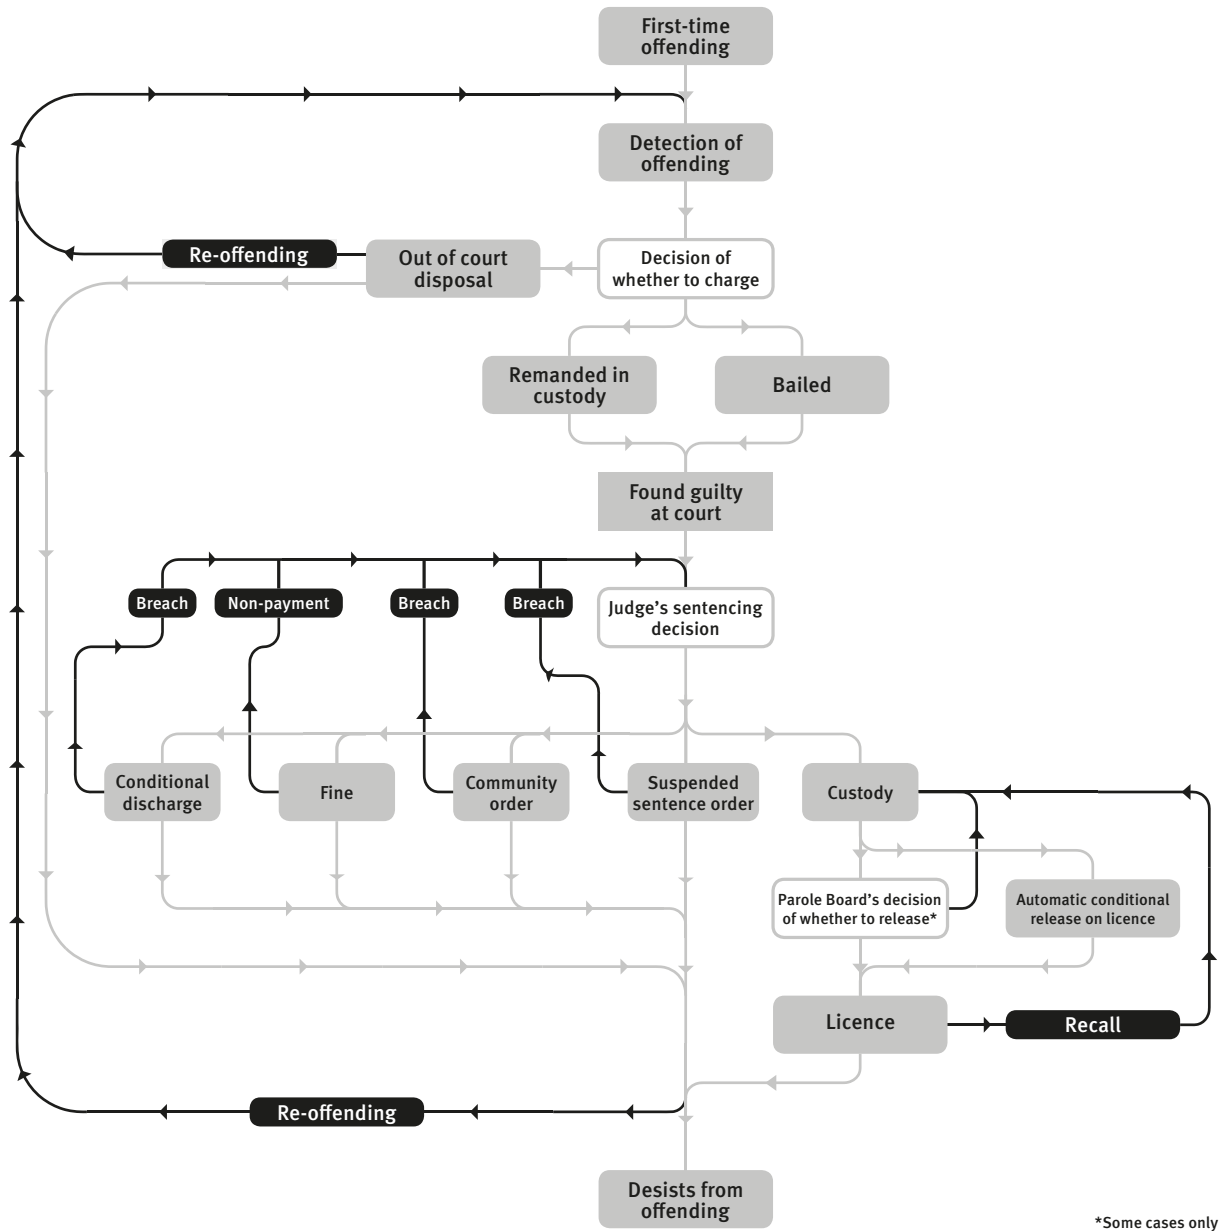 First-time
offending
Detection of
offending
Re-offending
Out of court
disposal
Decision of
whether to charge
Remanded in
custody
Bailed
Found guilty
at court
Breach
Non-payment
Breach
Breach
Judge's sentencing
decision
Conditional
discharge
Fine
Community
order
Suspended
sentence order
Custody
Parole Board's decision
of whether to release*
Automatic conditional
release on licence
Licence
Recall
Re-offending
Desists from
offending
*Some cases only